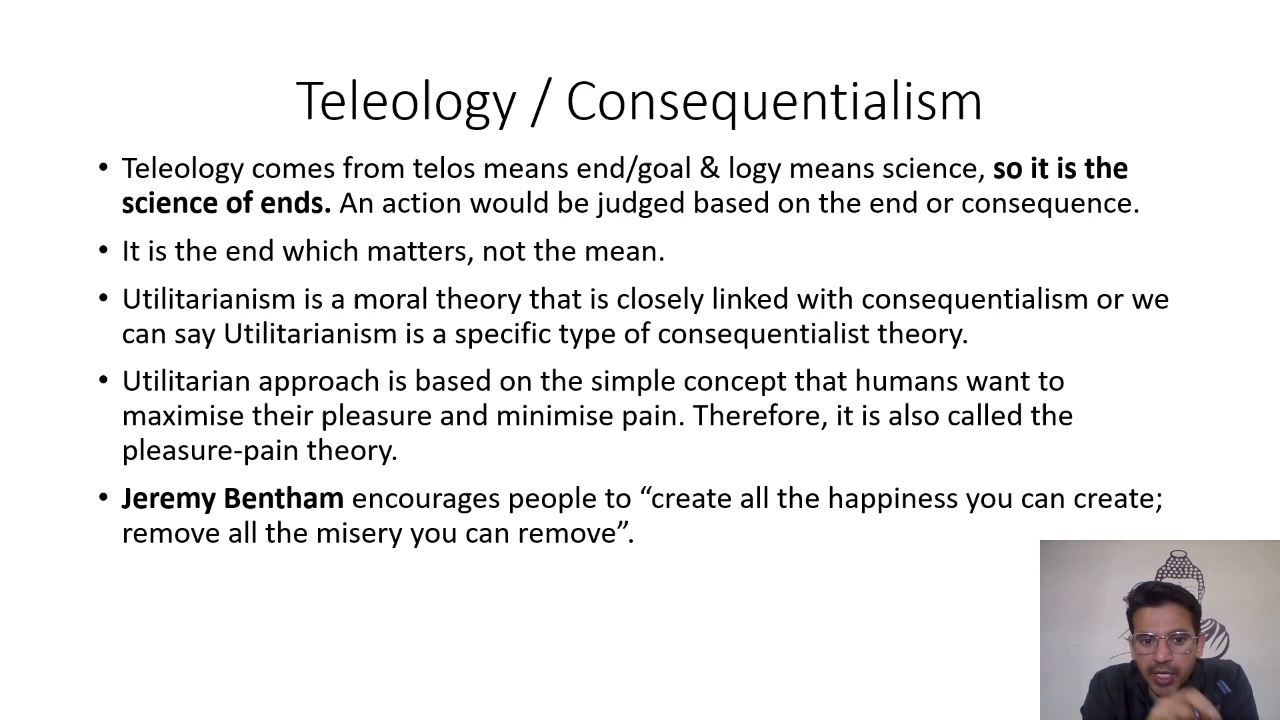 Teleology / Consequentialism
• Teleology comes from telos means end/goal & logy means science, so it is the
science of ends. An action would be judged based on the end or consequence.
• It is the end which matters, not the mean.
• Utilitarianism is a moral theory that is closely linked with consequentialism or we
can say Utilitarianism is a specific type of consequentialist theory.
• Utilitarian approach is based on the simple concept that humans want to
maximise their pleasure and minimise pain. Therefore, it is also called the
pleasure-pain theory.
• Jeremy Bentham encourages people to “create all the happiness you can create;
remove all the misery you can remove”.